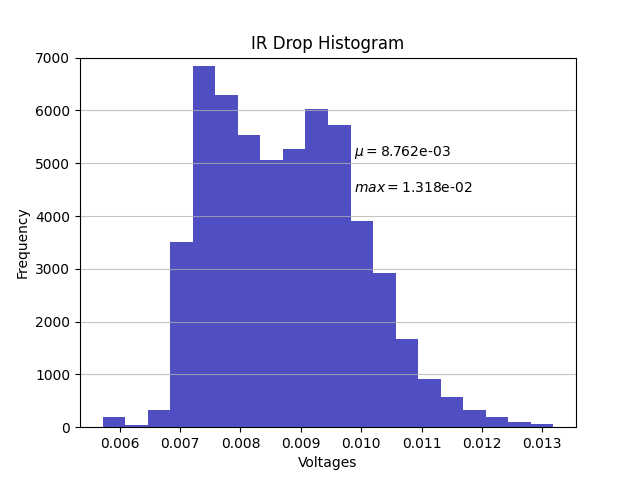 IR Drop Histogram
7000
6000
5000
4000
3000
2000
1000
0
Frequency
μ = 8.762e-03
max = 1.318e-02
0.006 0.007 0.008 0.009 0.010 0.011 0.012 0.013
Voltages